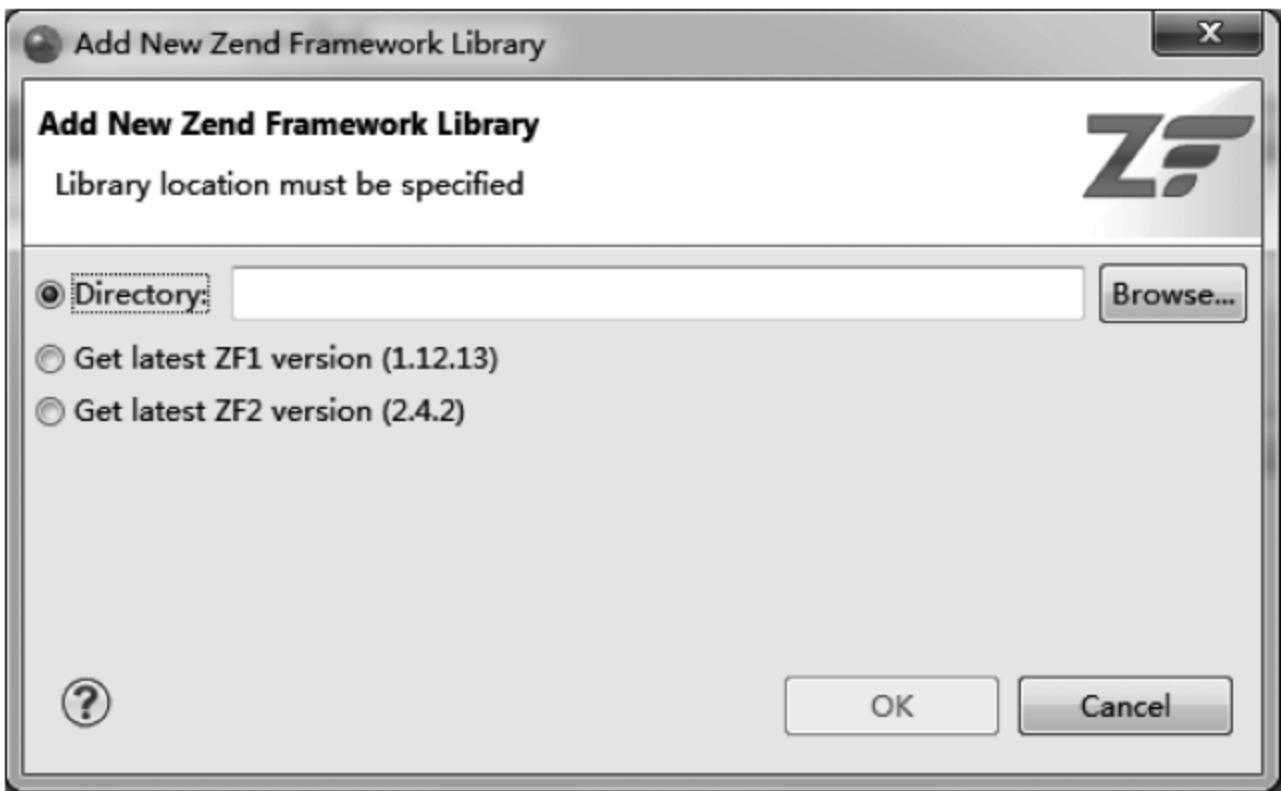 Add New Zend Framework Library
Add New Zend Framework Library
Library location must be specified
ZF
Directory:
Browse...
Get latest ZF1 version (1.12.13)
Get latest ZF2 version (2.4.2)
?
OK
Cancel